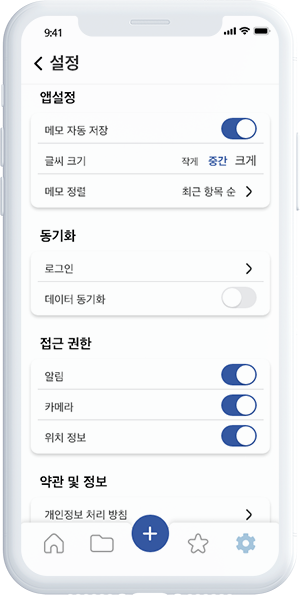 9:41
설정
앱설정
메모 자동 저장
글씨 크기 작게 중간 크게
메모 정렬 최근 항목 순
동기화
로그인
데이터 동기화
접근 권한
알림
카메라
위치 정보
약관 및 정보
개인정보 처리 방침